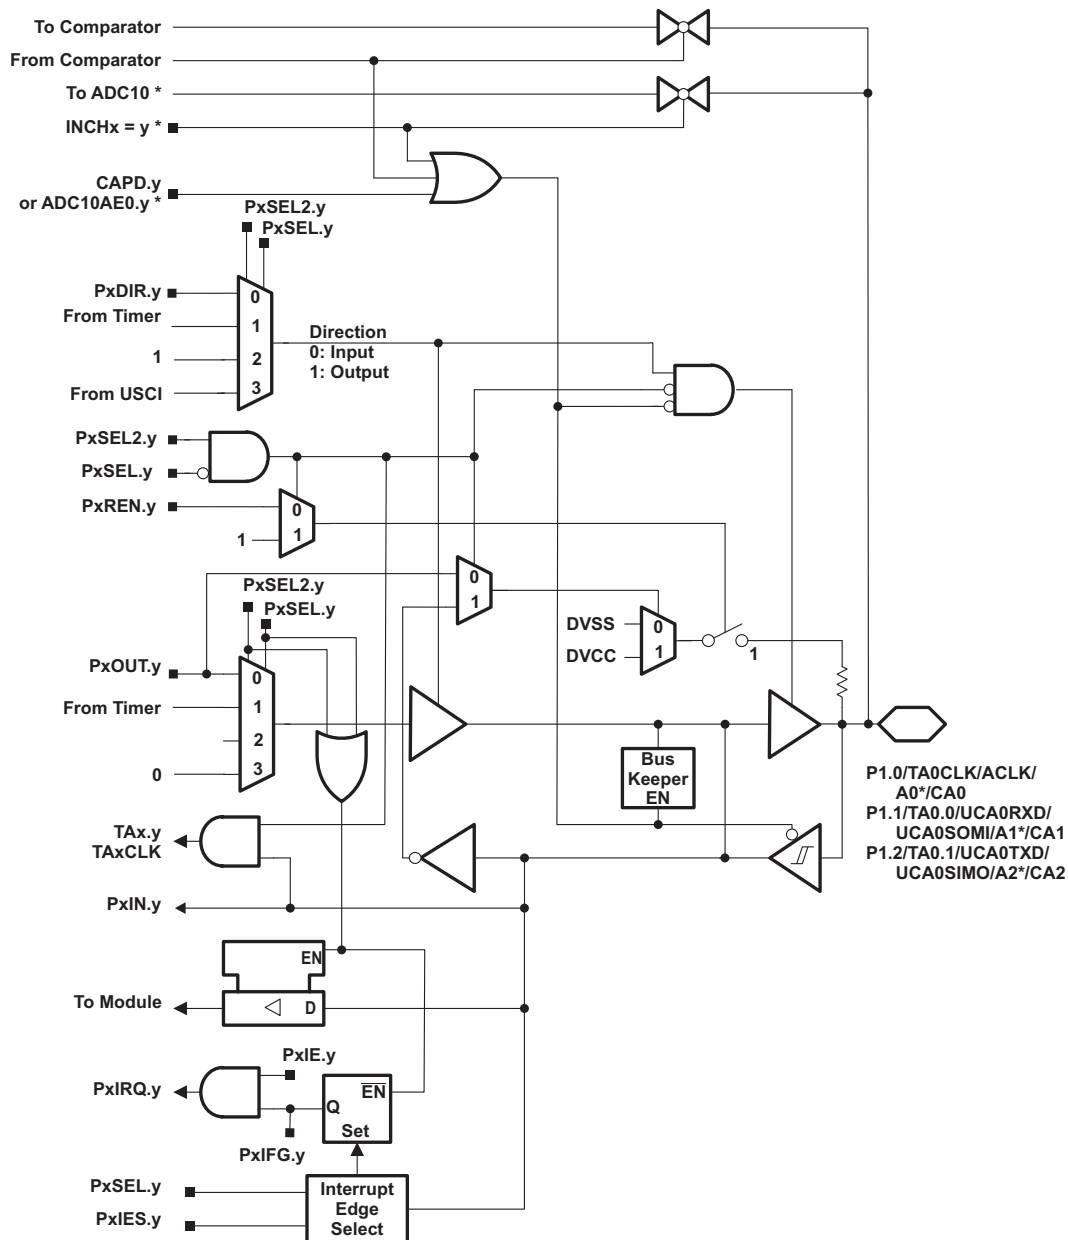 To Comparator
From Comparator
To ADC10 *
INCHx = y *
CAPD.y
or ADC10AE0.y *
PxSEL2.y
PxSEL.y
PxDIR.y
0
From Timer
1
Direction
0: Input
1: Output
1
2
From USCI
3
PxSEL2.y
PxSEL.y
PxREN.y
0
1
1
0
1
PxSEL2.y
PxSEL.y
DVSS
0
DVCC
1
1
PxOUT.y
0
From Timer
1
2
0
3
Bus
Keeper
EN
P1.0/TA0CLK/ACLK/
A0*/CA0
P1.1/TA0.0/UCA0RXD/
UCA0SOMI/A1*/CA1
P1.2/TA0.1/UCA0TXD/
UCA0SIMO/A2*/CA2
TAx.y
TAxCLK
PxIN.y
EN
To Module
D
PxIE.y
PxIRQ.y
EN
Q
Set
PxIFG.y
PxSEL.y
PxIES.y
Interrupt
Edge
Select